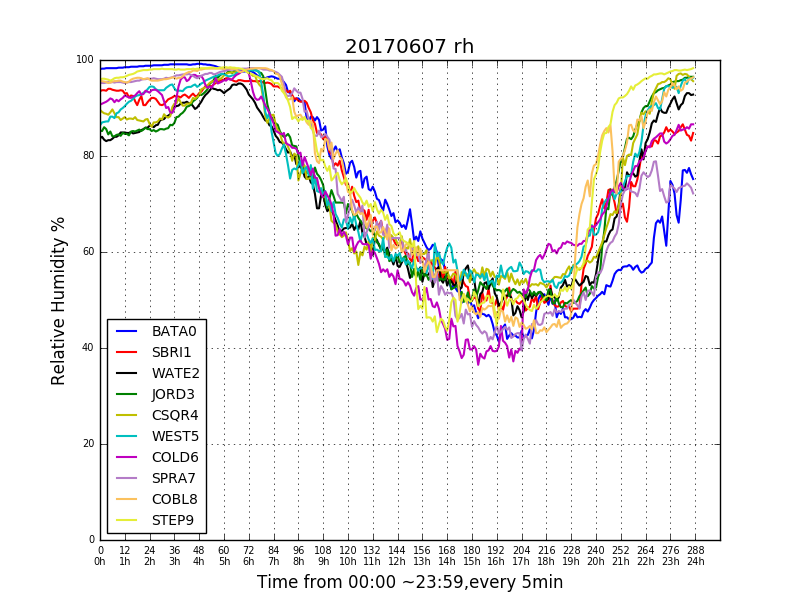 20170607 rh
Relative Humidity %
100
80
60
40
20
0
BATA0
SBRI1
WATE2
JORD3
CSQR4
WEST5
COLD6
SPRA7
COBL8
STEP9
0 12 24 36 48 60 72 84 96 108 120 132 144 156 168 180 192 204 216 228 240 252 264 276 288
0h 1h 2h 3h 4h 5h 6h 7h 8h 9h 10h 11h 12h 13h 14h 15h 16h 17h 18h 19h 20h 21h 22h 23h 24h
Time from 00:00 ~23:59,every 5min